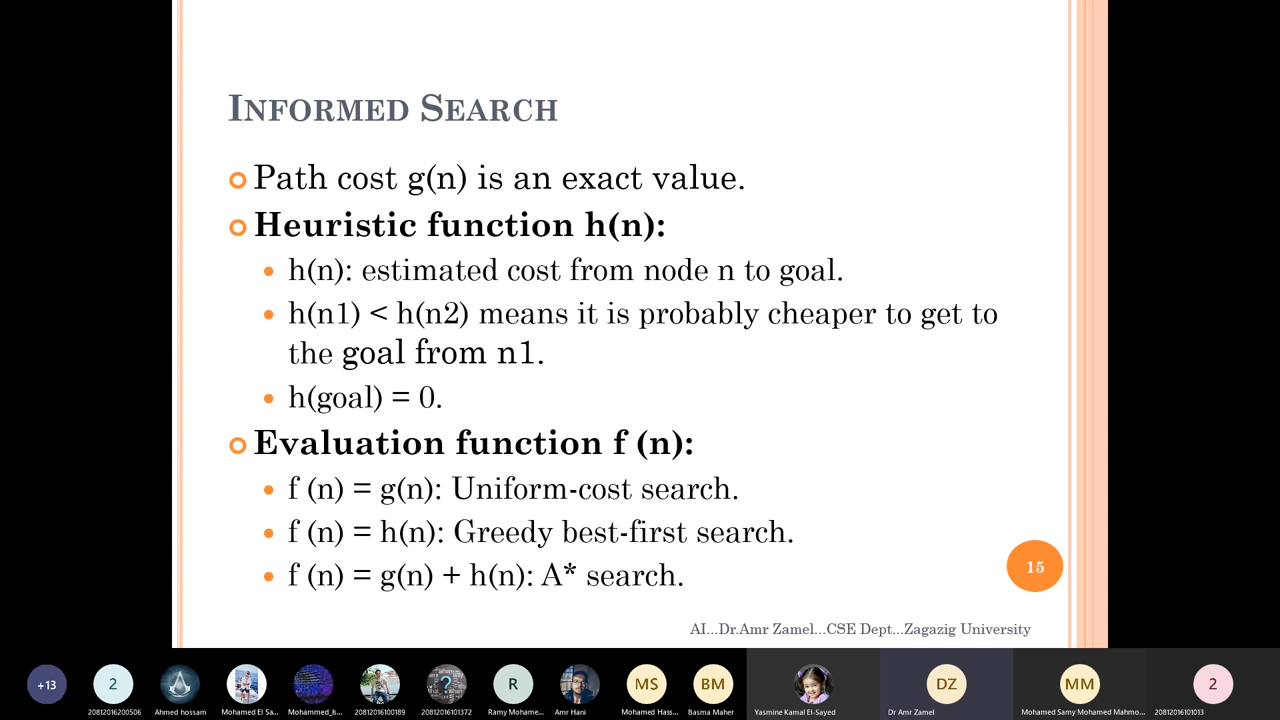 INFORMED SEARCH
Path cost g(n) is an exact value.
Heuristic function h(n):
h(n): estimated cost from node n to goal.
h(n1) < h(n2) means it is probably cheaper to get to
the goal from n1.
h(goal) = 0.
Evaluation function f (n):
f (n) = g(n): Uniform-cost search.
f (n) = h(n): Greedy best-first search.
f (n) = g(n) + h(n): A* search.
15
AI...Dr.Amr Zamel...CSE Dept...Zagazig University
+13 2 R MS BM DZ MM 2
20812016200506 Ahmed hossam Mohamed El Sa... 20812016100189 20812016101372 Ramy Mohame... Amr Hani Mohamed Hass... Basma Maher Yasmine Kamal El-Sayed Dr Amr Zamel Mohamed Samy Mohamed Mahmo... 20812016101013